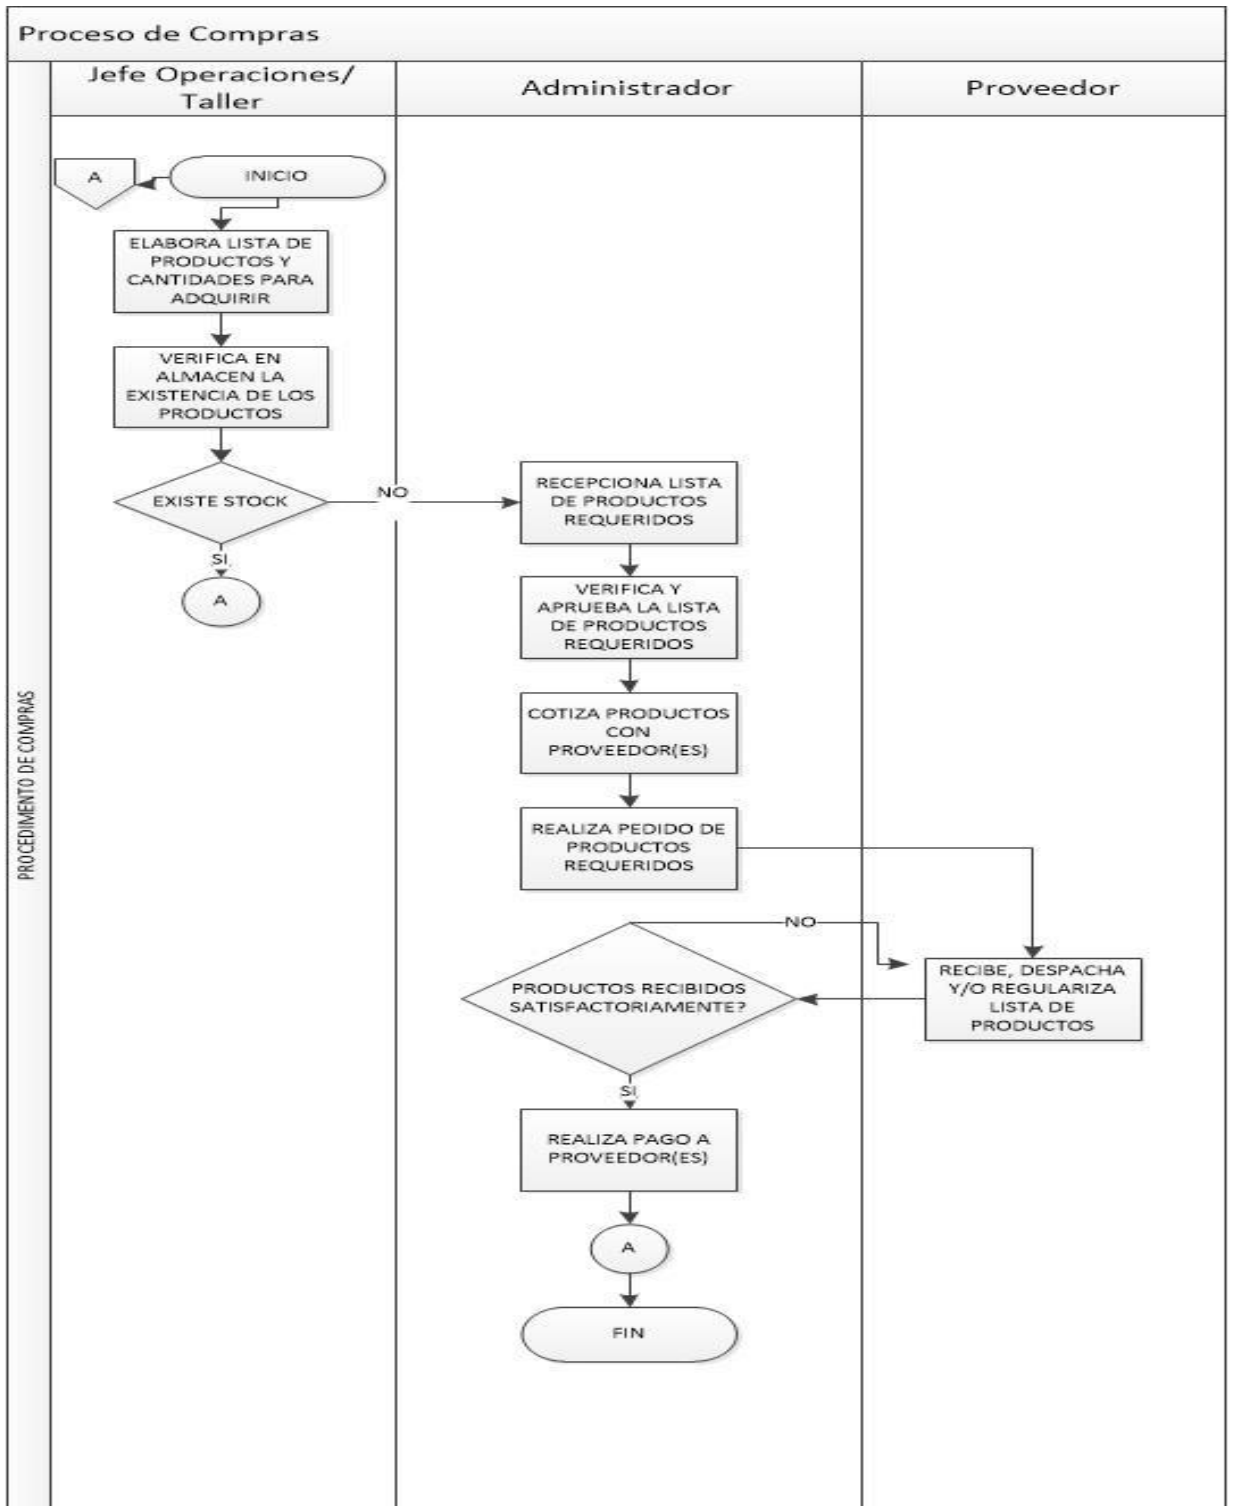 Proceso de Compras
Jefe Operaciones/
Taller
Administrador
Proveedor
PROCEDIMENTO DE COMPRAS
A
INICIO
ELABORA LISTA DE
PRODUCTOS Y
CANTIDADES PARA
ADQUIRIR
VERIFICA EN
ALMACEN LA
EXISTENCIA DE LOS
PRODUCTOS
EXISTE STOCK
NO
SI
A
RECEPCIONA LISTA
DE PRODUCTOS
REQUERIDOS
VERIFICA Y
APRUEBA LA LISTA
DE PRODUCTOS
REQUERIDOS
COTIZA PRODUCTOS
CON
PROVEEDOR(ES)
REALIZA PEDIDO DE
PRODUCTOS
REQUERIDOS
NO
RECIBE, DESPACHA
Y/O REGULARIZA
LISTA DE
PRODUCTOS
PRODUCTOS RECIBIDOS
SATISFACTORIAMENTE?
SI
REALIZA PAGO A
PROVEEDOR(ES)
A
FIN